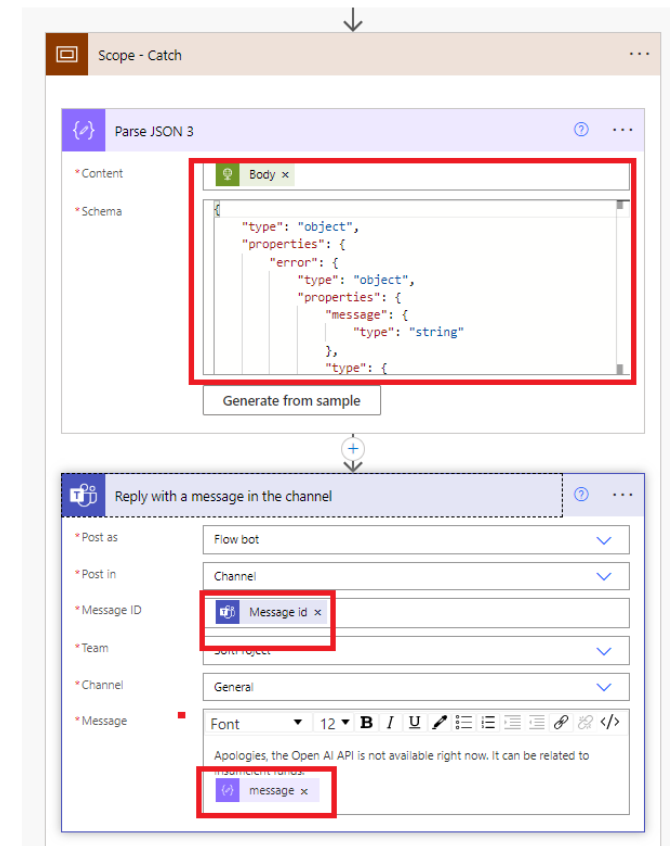 Scope - Catch
...
Parse JSON 3
?
...
*Content
Body ×
*Schema
{
"type": "object",
"properties": {
"error": {
"type": "object",
"properties": {
"message": {
"type": "string"
},
"type": {
Generate from sample
+
Reply with a message in the channel
?
...
*Post as
Flow bot
*Post in
Channel
*Message ID
Message id ×
*Team
*Channel
General
*Message
Font 12 B I U </>
Apologies, the Open AI API is not available right now. It can be related to
insufficient funds.
message ×